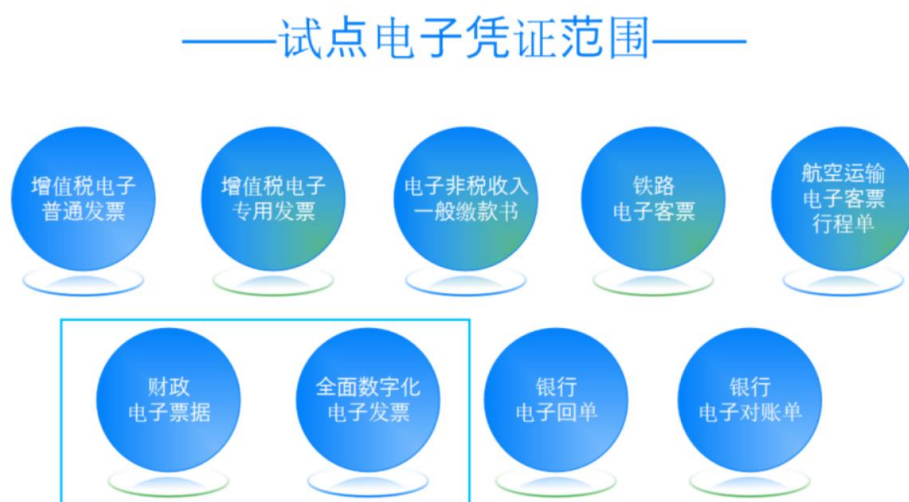 试点电子凭证范围
增值税电子
普通发票
增值税电子
专用发票
电子非税收入
一般缴款书
铁路
电子客票
航空运输
电子客票
行程单
财政
电子票据
全面数字化
电子发票
银行
电子回单
银行
电子对账单